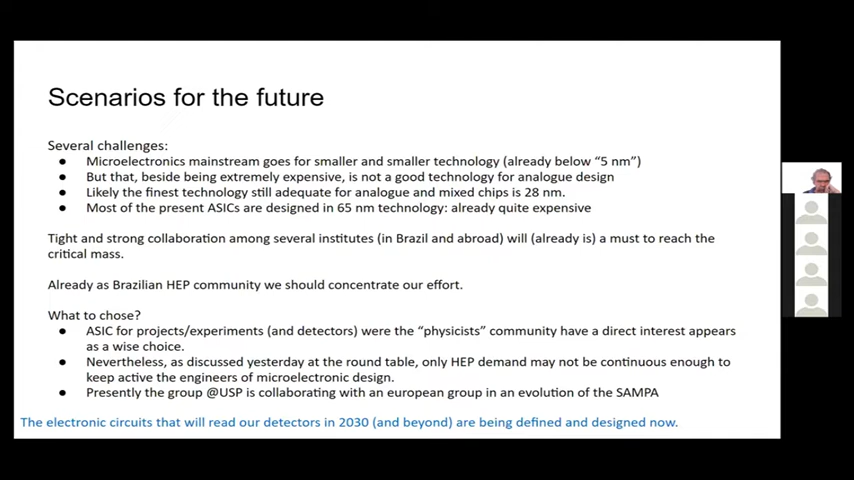 Scenarios for the future
Several challenges:
● Microelectronics mainstream goes for smaller and smaller technology (already below “5 nm”)
● But that, beside being extremely expensive, is not a good technology for analogue design
● Likely the finest technology still adequate for analogue and mixed chips is 28 nm.
● Most of the present ASICs are designed in 65 nm technology: already quite expensive
Tight and strong collaboration among several institutes (in Brazil and abroad) will (already is) a must to reach the
critical mass.
Already as Brazilian HEP community we should concentrate our effort.
What to chose?
● ASIC for projects/experiments (and detectors) were the “physicists” community have a direct interest appears
as a wise choice.
● Nevertheless, as discussed yesterday at the round table, only HEP demand may not be continuous enough to
keep active the engineers of microelectronic design.
● Presently the group @USP is collaborating with an european group in an evolution of the SAMPA
The electronic circuits that will read our detectors in 2030 (and beyond) are being defined and designed now.